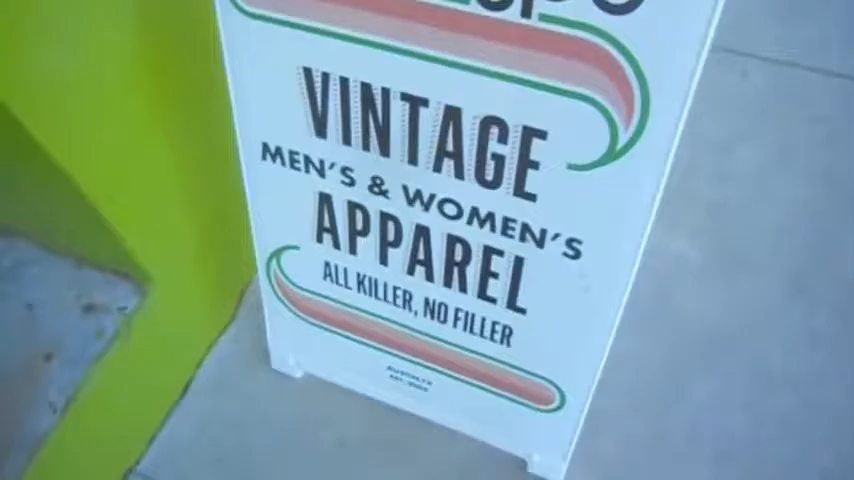 VINTAGE
MEN'S & WOMEN'S
APPAREL
ALL KILLER, NO FILLER